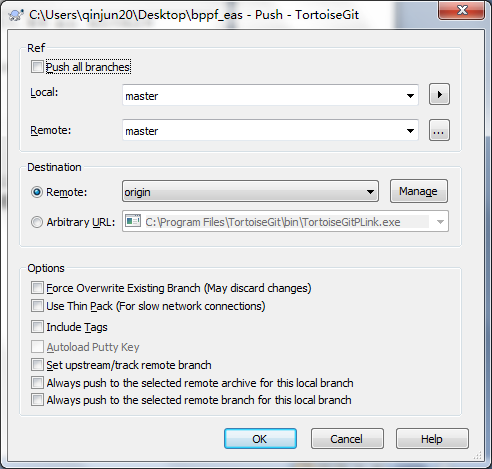 C:\Users\qinjun20\Desktop\bppf_eas - Push - TortoiseGit
Ref
Push all branches
Local:
master
Remote:
master
...
Destination
Remote:
origin
Manage
Arbitrary URL:
C:\Program Files\TortoiseGit\bin\TortoiseGitPLink.exe
Options
Force Overwrite Existing Branch (May discard changes)
Use Thin Pack (For slow network connections)
Include Tags
Autoload Putty Key
Set upstream/track remote branch
Always push to the selected remote archive for this local branch
Always push to the selected remote branch for this local branch
OK
Cancel
Help